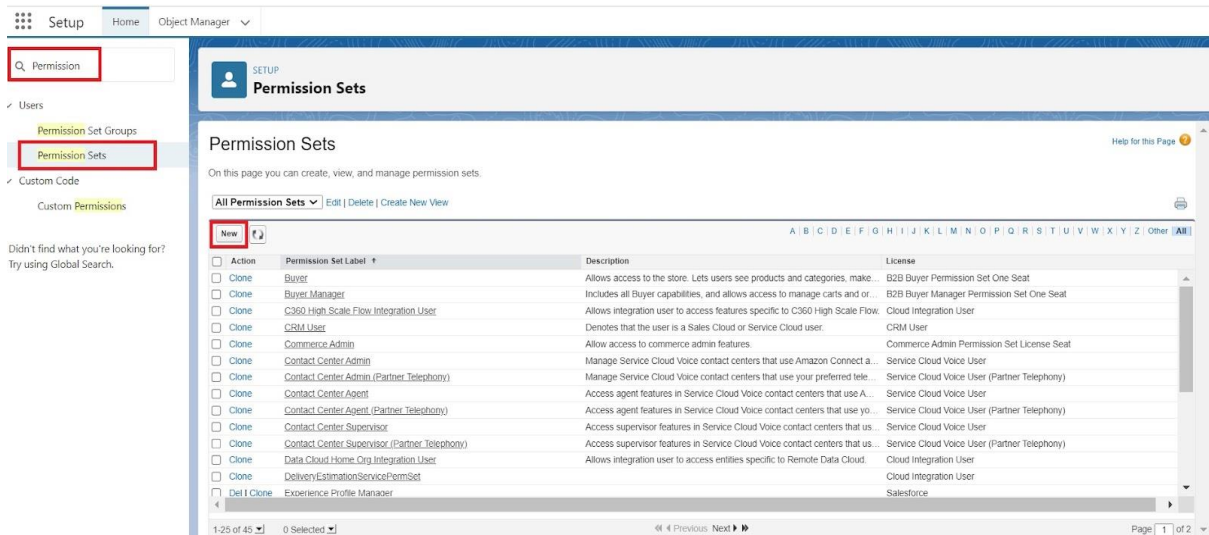 Setup Home Object Manager
Permission
Users
Permission Set Groups
Permission Sets
Custom Code
Custom Permissions
Didn't find what you're looking for?
Try using Global Search.
SETUP
Permission Sets
Permission Sets
Help for this Page
On this page you can create, view, and manage permission sets.
All Permission Sets Edit | Delete | Create New View
New A | B | C | D | E | F | G | H | I | J | K | L | M | N | O | P | Q | R | S | T | U | V | W | X | Y | Z | Other All
Action Permission Set Label ↑ Description License
Clone Buyer Allows access to the store. Lets users see products and categories, make... B2B Buyer Permission Set One Seat
Clone Buyer Manager Includes all Buyer capabilities, and allows access to manage carts and or... B2B Buyer Manager Permission Set One Seat
Clone C360 High Scale Flow Integration User Allows integration user to access features specific to C360 High Scale Flow. Cloud Integration User
Clone CRM User Denotes that the user is a Sales Cloud or Service Cloud user. CRM User
Clone Commerce Admin Allow access to commerce admin features. Commerce Admin Permission Set License Seat
Clone Contact Center Admin Manage Service Cloud Voice contact centers that use Amazon Connect a... Service Cloud Voice User
Clone Contact Center Admin (Partner Telephony) Manage Service Cloud Voice contact centers that use your preferred tele... Service Cloud Voice User (Partner Telephony)
Clone Contact Center Agent Access agent features in Service Cloud Voice contact centers that use A... Service Cloud Voice User
Clone Contact Center Agent (Partner Telephony) Access agent features in Service Cloud Voice contact centers that use yo... Service Cloud Voice User (Partner Telephony)
Clone Contact Center Supervisor Access supervisor features in Service Cloud Voice contact centers that us... Service Cloud Voice User
Clone Contact Center Supervisor (Partner Telephony) Access supervisor features in Service Cloud Voice contact centers that us... Service Cloud Voice User (Partner Telephony)
Clone Data Cloud Home Org Integration User Allows integration user to access entities specific to Remote Data Cloud. Cloud Integration User
Clone DeliveryEstimationServicePermSet Cloud Integration User
Del | Clone Experience Profile Manager Salesforce
1-25 of 45 0 Selected Previous Next Page 1 of 2